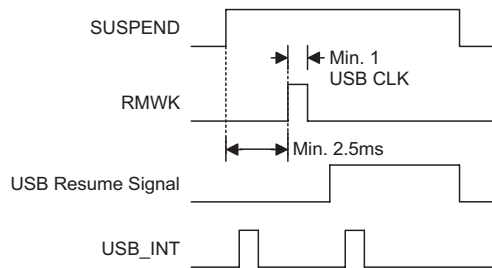 SUSPEND
Min. 1
USB CLK
RMWK
Min. 2.5ms
USB Resume Signal
USB_INT